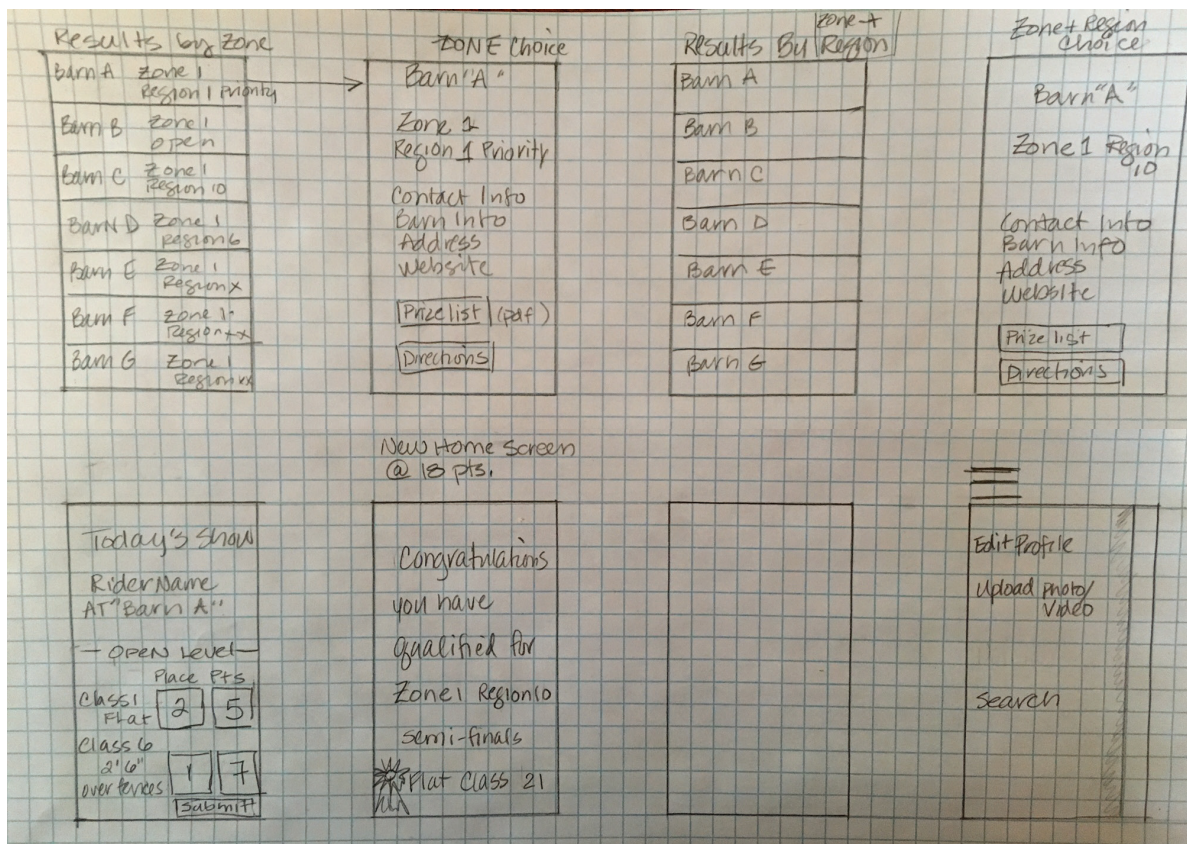 Results by Zone
Barn A Zone 1
Region 1 Priority
Barn B Zone 1
open
Barn C Zone 1
Region 10
Barn D Zone 1
Region 6
Barn E Zone 1
Region x
Barn F Zone 1
Region xx
Barn G Zone 1
Region xx
ZONE Choice
Barn "A"
Zone 1
Region 1 Priority
Contact Info
Barn Info
Address
Website
Prize list (pdf)
Directions
Zone +
Results By Region
Barn A
Barn B
Barn C
Barn D
Barn E
Barn F
Barn G
Zone + Region
Choice
Barn "A"
Zone 1 Region
10
Contact Info
Barn Info
Address
Website
Prize list
Directions
Today's Show
Rider Name
AT "Barn A"
OPEN Level
Place Pts
Class 1
Flat 2 5
Class 6
2'6"
over fences 1 7
Submit
New Home Screen
@ 18 pts.
Congratulations
you have
qualified for
Zone 1 Region 10
semi-finals
Flat Class 21
Edit Profile
Upload Photo/
Video
Search